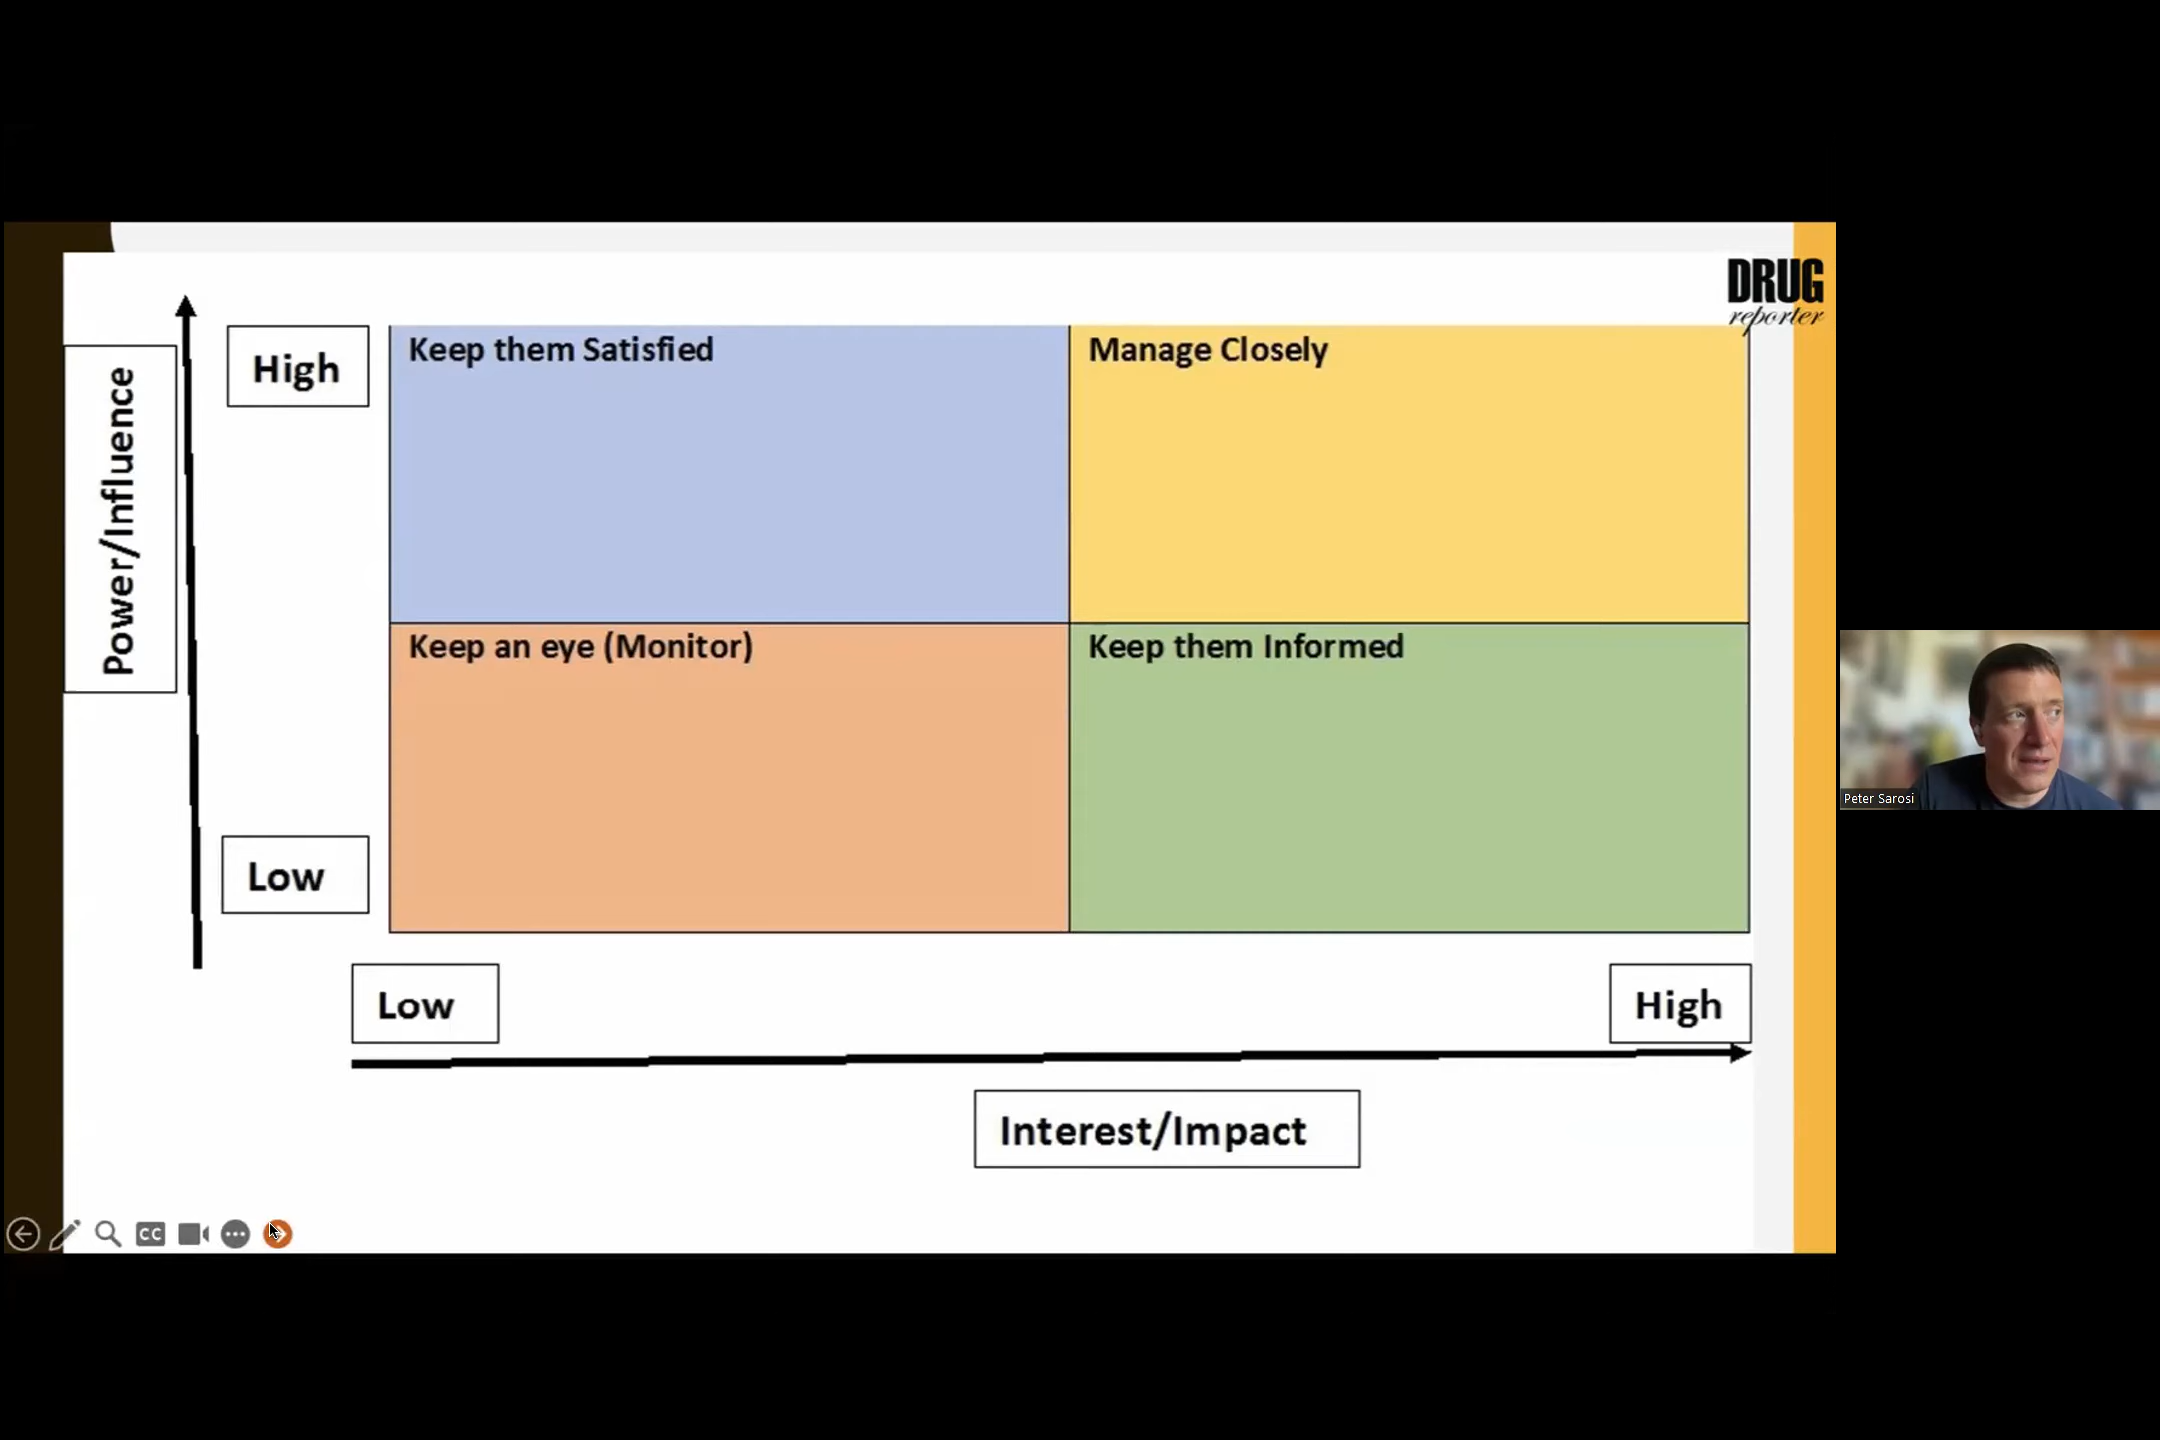 DRUG
reporter
Power/Influence
High
Keep them Satisfied
Manage Closely
Keep an eye (Monitor)
Keep them Informed
Low
Low
High
Interest/Impact
CC
Peter Sarosi